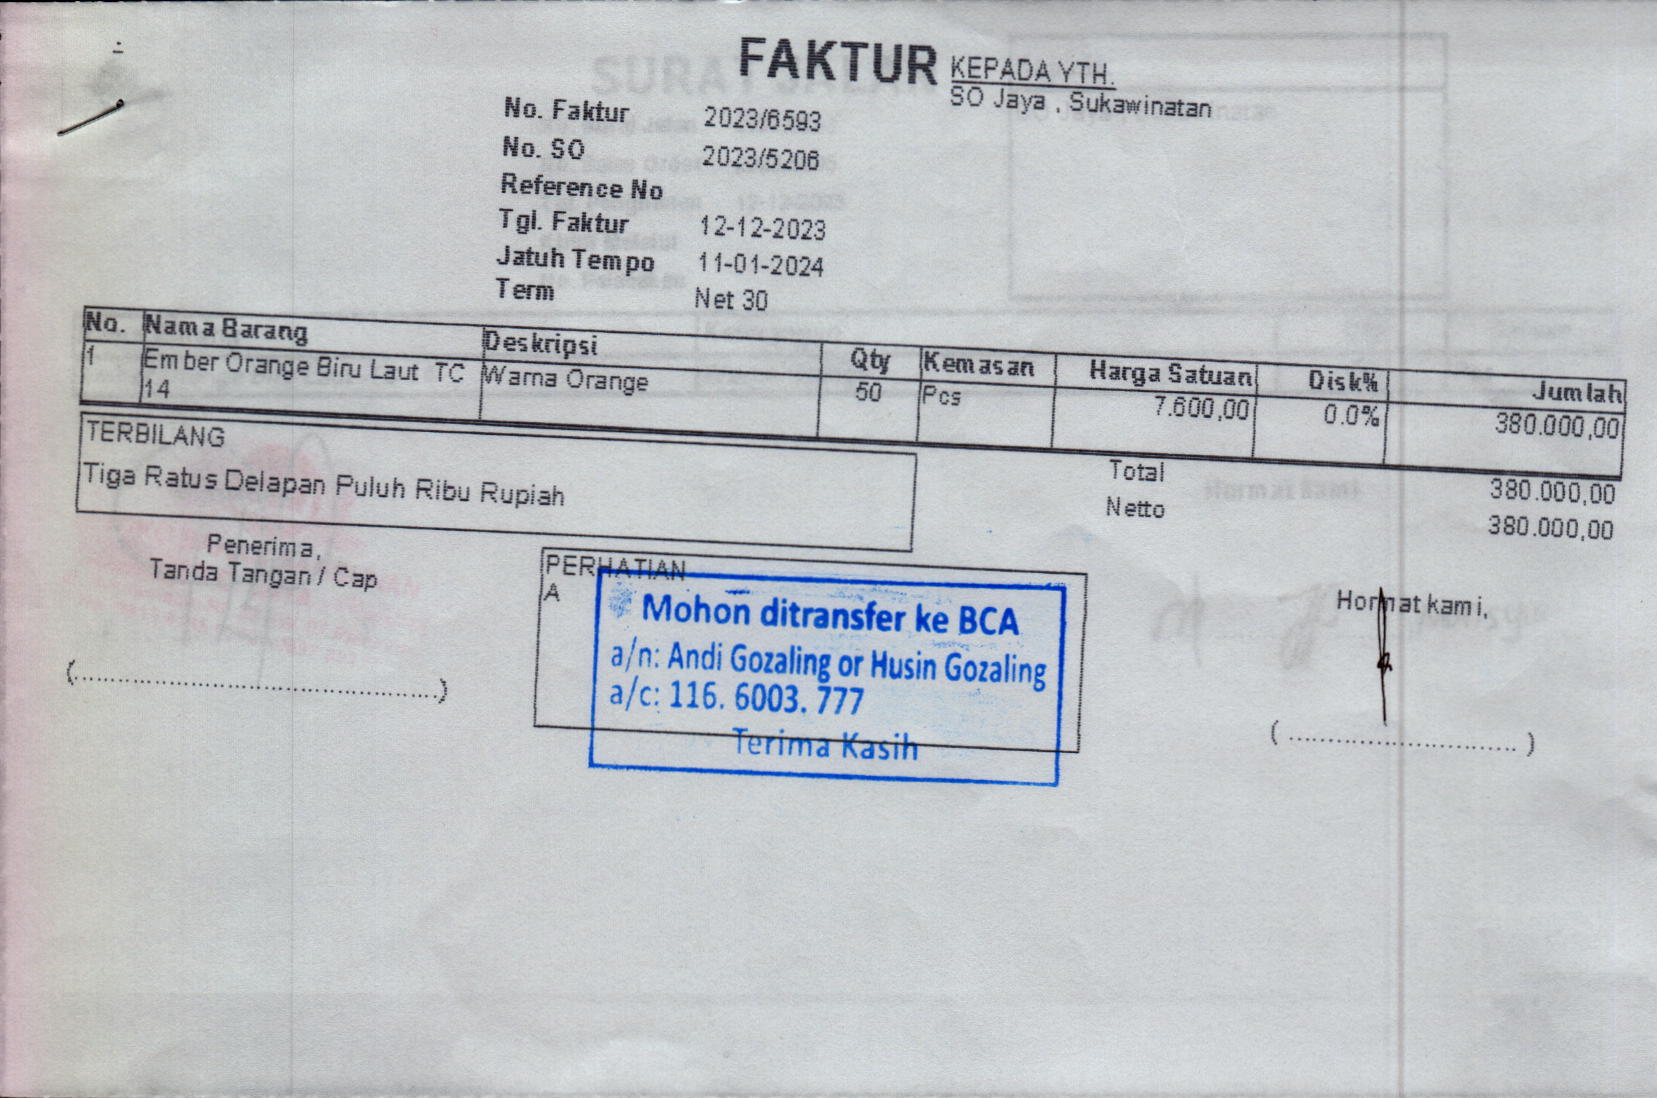 FAKTUR
KEPADA YTH.
SO Jaya , Sukawinatan
No. Faktur 2023/6593
No. SO 2023/5206
Reference No
Tgl. Faktur 12-12-2023
Jatuh Tempo 11-01-2024
Term Net 30
No. Nama Barang Deskripsi Qty Kemasan Harga Satuan Disk% Jumlah
1 Ember Orange Biru Laut TC Warna Orange 50 Pcs 7.600,00 0.0% 380.000,00
14
TERBILANG
Tiga Ratus Delapan Puluh Ribu Rupiah
Total 380.000,00
Netto 380.000,00
Penerima,
Tanda Tangan / Cap
PERHATIAN
A
Mohon ditransfer ke BCA
a/n: Andi Gozaling or Husin Gozaling
a/c: 116. 6003. 777
Terima Kasih
Hormat kami,